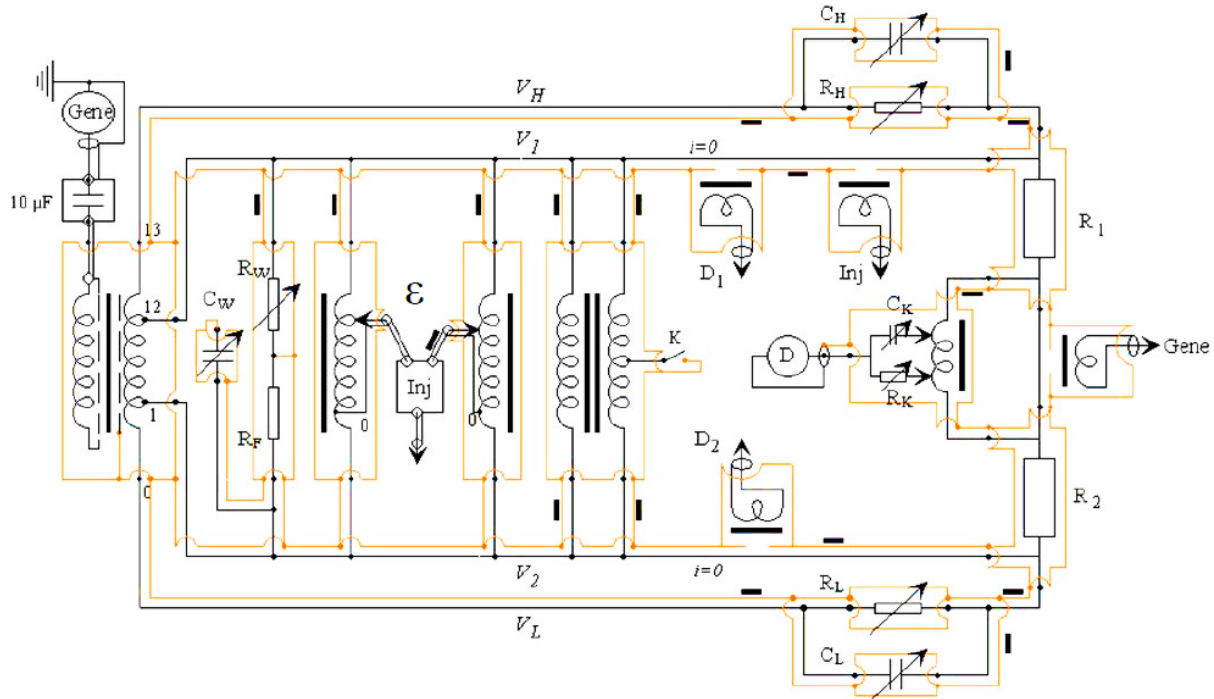 C_H
R_H
V_H
Gene
V_1
i=0
10 µF
13
R_1
R_W
D_1
Inj
12
C_W
ε
C_K
K
D
Gene
Inj
R_K
1
0
0
R_F
D_2
0
R_2
V_2
i=0
R_L
V_L
C_L